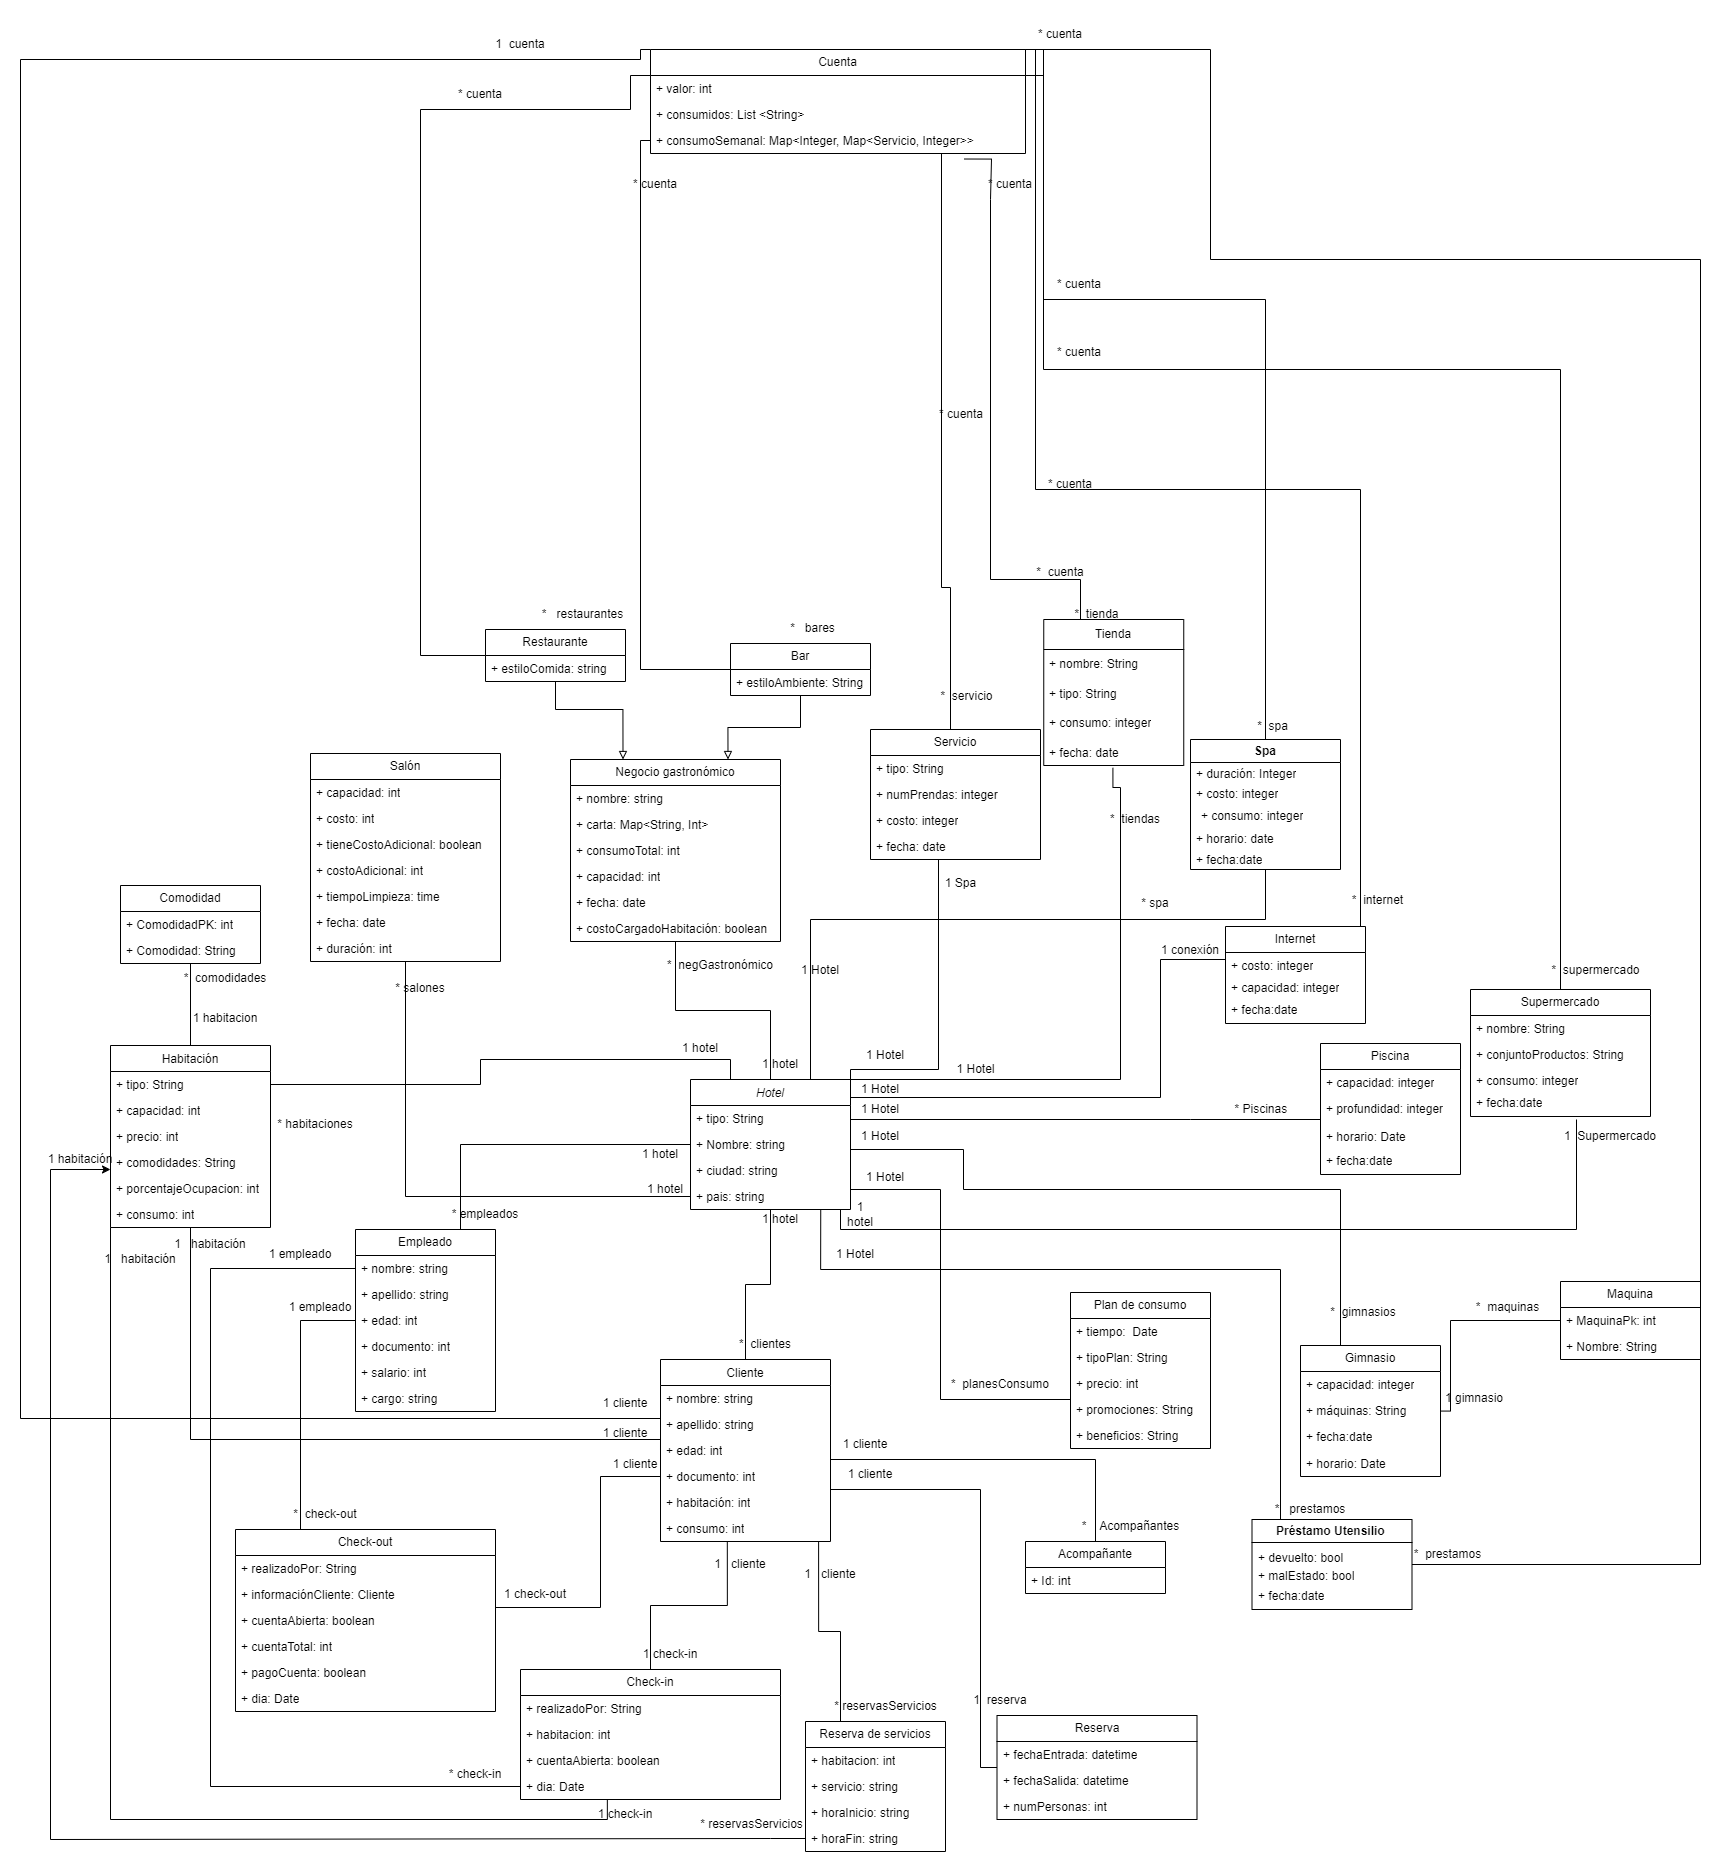 * cuenta
1 cuenta
Cuenta
+ valor: int
+ consumidos: List <String>
+ consumoSemanal: Map<Integer, Map<Servicio, Integer>>
* cuenta
* cuenta
* cuenta
* cuenta
* cuenta
* cuenta
* cuenta
* cuenta
* restaurantes
Restaurante
+ estiloComida: string
* bares
Bar
+ estiloAmbiente: String
* tienda
Tienda
+ nombre: String
+ tipo: String
+ consumo: integer
+ fecha: date
* tiendas
* servicio
Servicio
+ tipo: String
+ numPrendas: integer
+ costo: integer
+ fecha: date
1 Spa
* spa
Spa
+ duración: Integer
+ costo: integer
+ consumo: integer
+ horario: date
+ fecha:date
* spa
Salón
+ capacidad: int
+ costo: int
+ tieneCostoAdicional: boolean
+ costoAdicional: int
+ tiempoLimpieza: time
+ fecha: date
+ duración: int
* salones
Negocio gastronómico
+ nombre: string
+ carta: Map<String, Int>
+ consumoTotal: int
+ capacidad: int
+ fecha: date
+ costoCargadoHabitación: boolean
* negGastronómico
Comodidad
+ ComodidadPK: int
+ Comodidad: String
* comodidades
1 habitacion
* internet
Internet
+ costo: integer
+ capacidad: integer
+ fecha:date
1 conexión
* supermercado
Supermercado
+ nombre: String
+ conjuntoProductos: String
+ consumo: integer
+ fecha:date
1 Supermercado
Piscina
+ capacidad: integer
+ profundidad: integer
+ horario: Date
+ fecha:date
* Piscinas
Habitación
+ tipo: String
+ capacidad: int
+ precio: int
+ comodidades: String
+ porcentajeOcupacion: int
+ consumo: int
* habitaciones
1 habitación
1 habitación
1 habitación
1 hotel
1 hotel
1 Hotel
1 Hotel
1 Hotel
1 Hotel
1 Hotel
1 Hotel
1 Hotel
Hotel
+ tipo: String
+ Nombre: string
+ ciudad: string
+ pais: string
1 hotel
1 hotel
1 hotel
1
hotel
1 Hotel
* empleados
Empleado
+ nombre: string
+ apellido: string
+ edad: int
+ documento: int
+ salario: int
+ cargo: string
1 empleado
1 empleado
* clientes
Cliente
+ nombre: string
+ apellido: string
+ edad: int
+ documento: int
+ habitación: int
+ consumo: int
1 cliente
1 cliente
1 cliente
1 cliente
1 cliente
1 cliente
1 cliente
* planesConsumo
Plan de consumo
+ tiempo: Date
+ tipoPlan: String
+ precio: int
+ promociones: String
+ beneficios: String
* gimnasios
Gimnasio
+ capacidad: integer
+ máquinas: String
+ fecha:date
+ horario: Date
1 gimnasio
* maquinas
Maquina
+ MaquinaPk: int
+ Nombre: String
* prestamos
Préstamo Utensilio
+ devuelto: bool
+ malEstado: bool
+ fecha:date
* prestamos
* Acompañantes
Acompañante
+ Id: int
* check-out
Check-out
+ realizadoPor: String
+ informaciónCliente: Cliente
+ cuentaAbierta: boolean
+ cuentaTotal: int
+ pagoCuenta: boolean
+ dia: Date
1 check-out
1 check-in
Check-in
+ realizadoPor: String
+ habitacion: int
+ cuentaAbierta: boolean
+ dia: Date
* check-in
1 check-in
* reservasServicios
Reserva de servicios
+ habitacion: int
+ servicio: string
+ horaInicio: string
+ horaFin: string
* reservasServicios
1 reserva
Reserva
+ fechaEntrada: datetime
+ fechaSalida: datetime
+ numPersonas: int